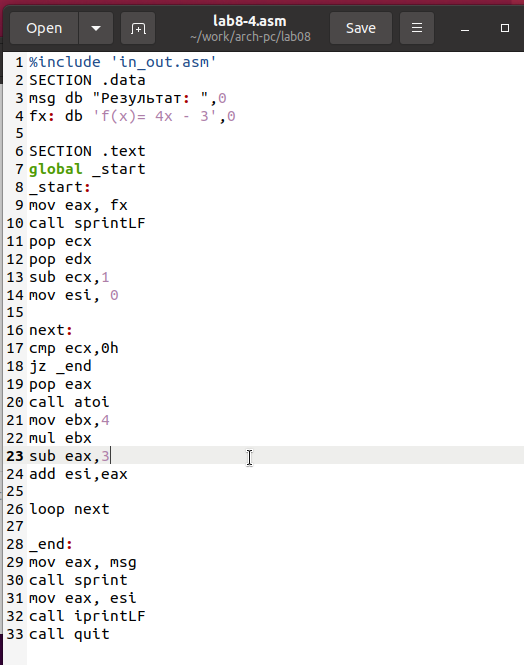 Open
lab8-4.asm
~/work/arch-pc/lab08
Save
1 %include 'in_out.asm'
2 SECTION .data
3 msg db "Результат: ",0
4 fx: db 'f(x)= 4x - 3',0
5
6 SECTION .text
7 global _start
8 _start:
9 mov eax, fx
10 call sprintLF
11 pop ecx
12 pop edx
13 sub ecx,1
14 mov esi, 0
15
16 next:
17 cmp ecx,0h
18 jz _end
19 pop eax
20 call atoi
21 mov ebx,4
22 mul ebx
23 sub eax,3
24 add esi,eax
25
26 loop next
27
28 _end:
29 mov eax, msg
30 call sprint
31 mov eax, esi
32 call iprintLF
33 call quit